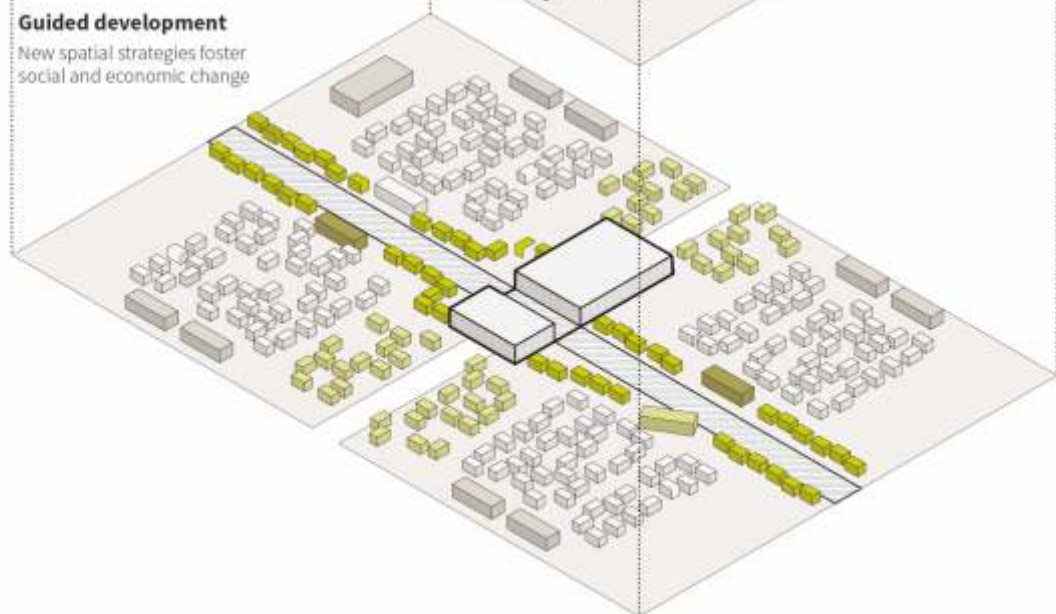 Guided development
New spatial strategies foster
social and economic change